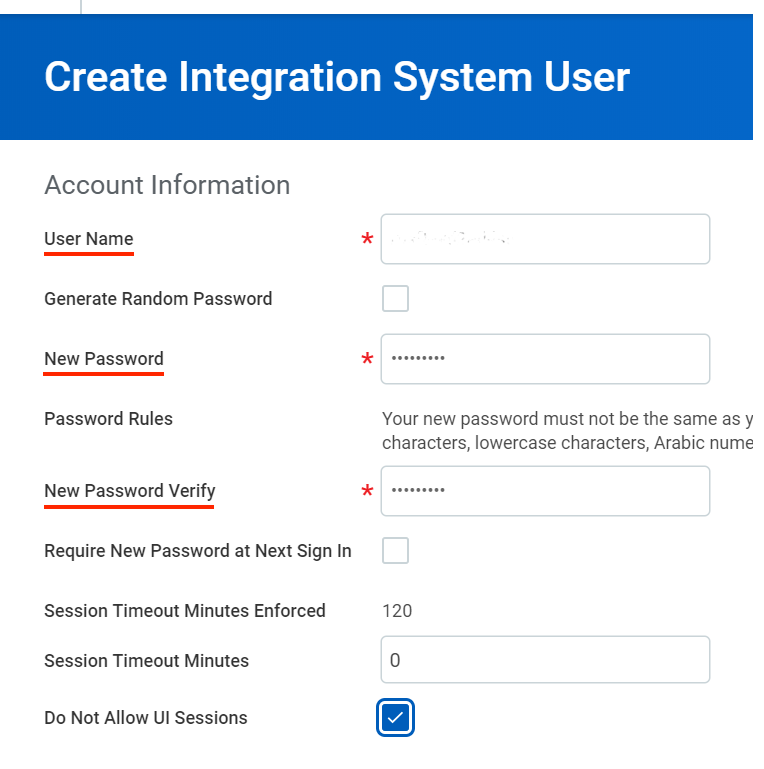 Create Integration System User
Account Information
User Name *
Generate Random Password
New Password * •••••••••
Password Rules Your new password must not be the same as y
characters, lowercase characters, Arabic nume
New Password Verify * •••••••••
Require New Password at Next Sign In
Session Timeout Minutes Enforced 120
Session Timeout Minutes 0
Do Not Allow UI Sessions